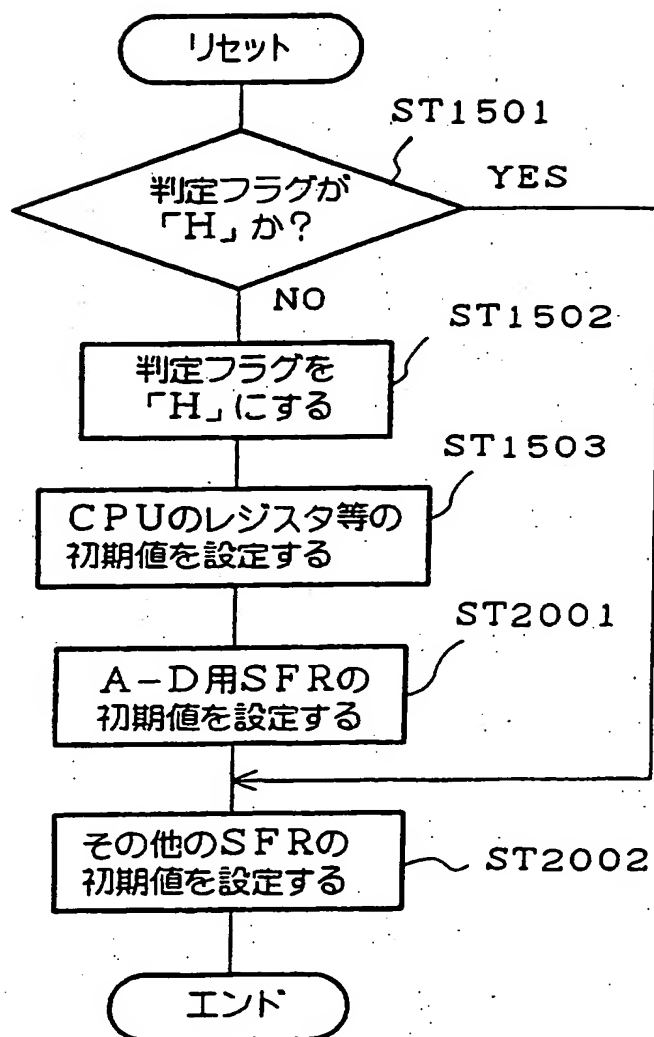 リセット
ST1501
判定フラグが
「H」か?
YES
NO
ST1502
判定フラグを
「H」にする
ST1503
CPUのレジスタ等の
初期値を設定する
ST2001
A-D用SFRの
初期値を設定する
その他のSFRの
初期値を設定する
ST2002
エンド